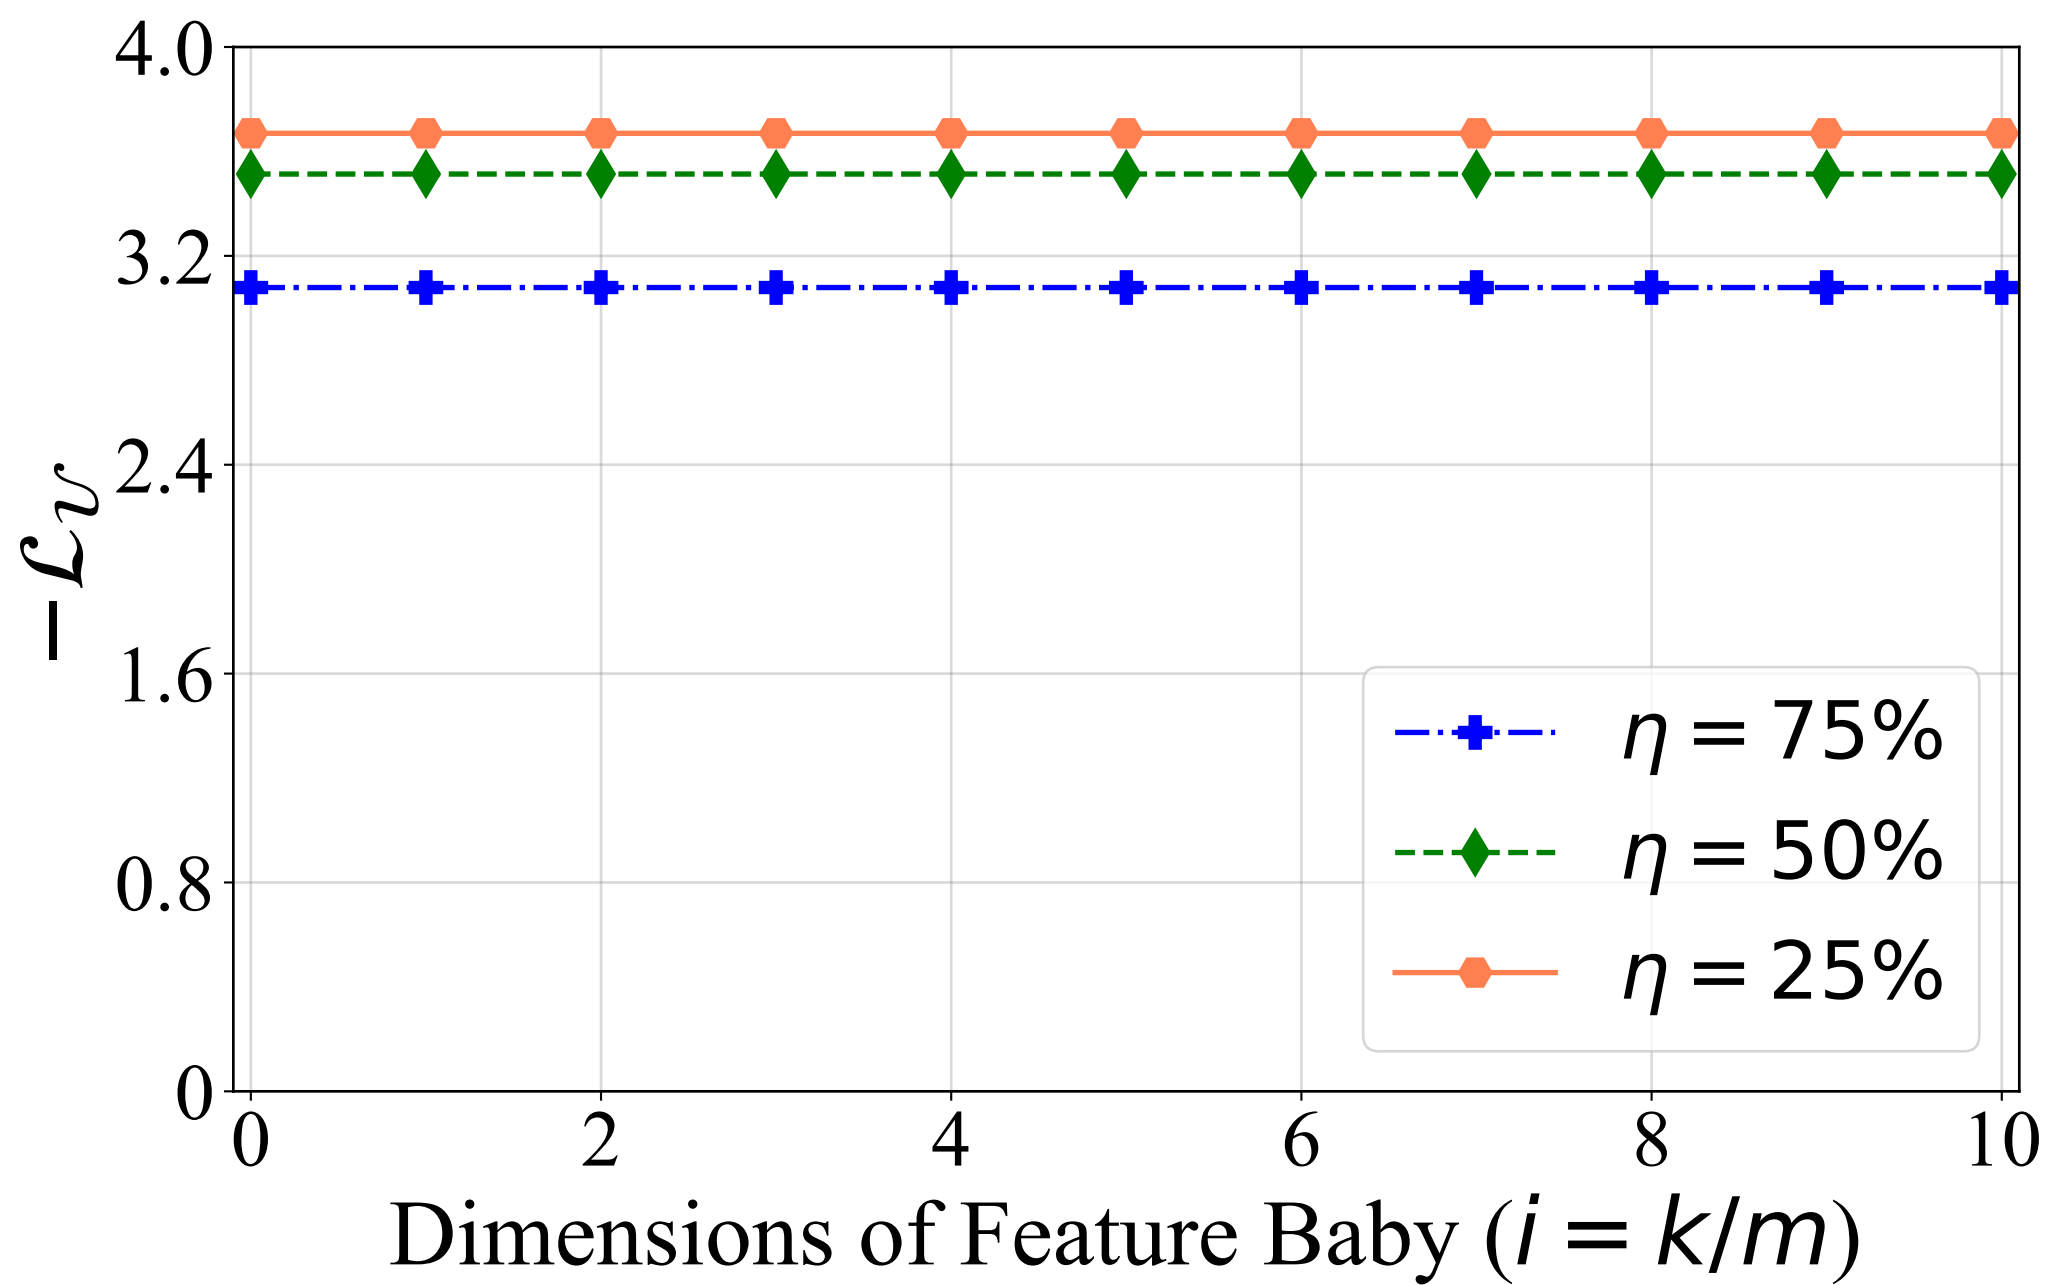 4.0
3.2
2.4
1.6
0.8
0
−ℒ𝒱
0 2 4 6 8 10
Dimensions of Feature Baby (i = k/m)
η = 75%
η = 50%
η = 25%